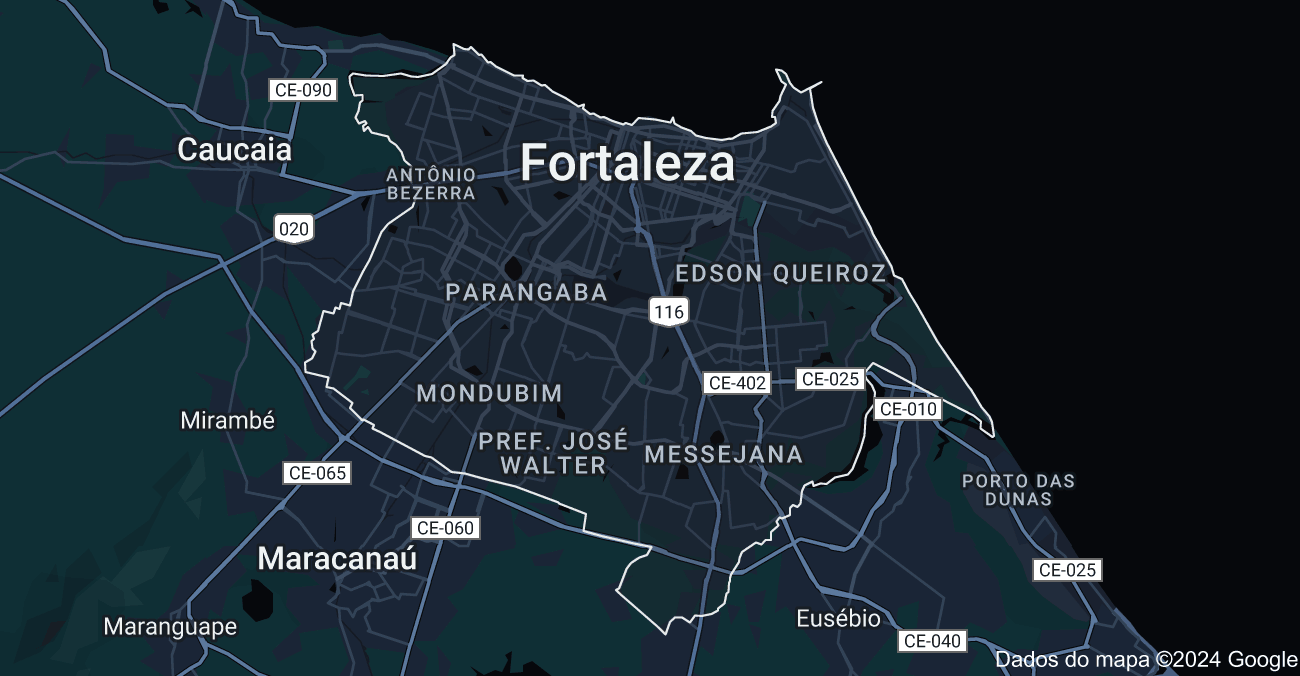 CE-090
Caucaia
Fortaleza
ANTÔNIO
BEZERRA
020
EDSON QUEIROZ
PARANGABA
116
CE-402
CE-025
MONDUBIM
CE-010
Mirambé
PREF. JOSÉ
WALTER
MESSEJANA
CE-065
PORTO DAS
DUNAS
CE-060
Maracanaú
CE-025
Maranguape
Eusébio
CE-040
Dados do mapa ©2024 Google